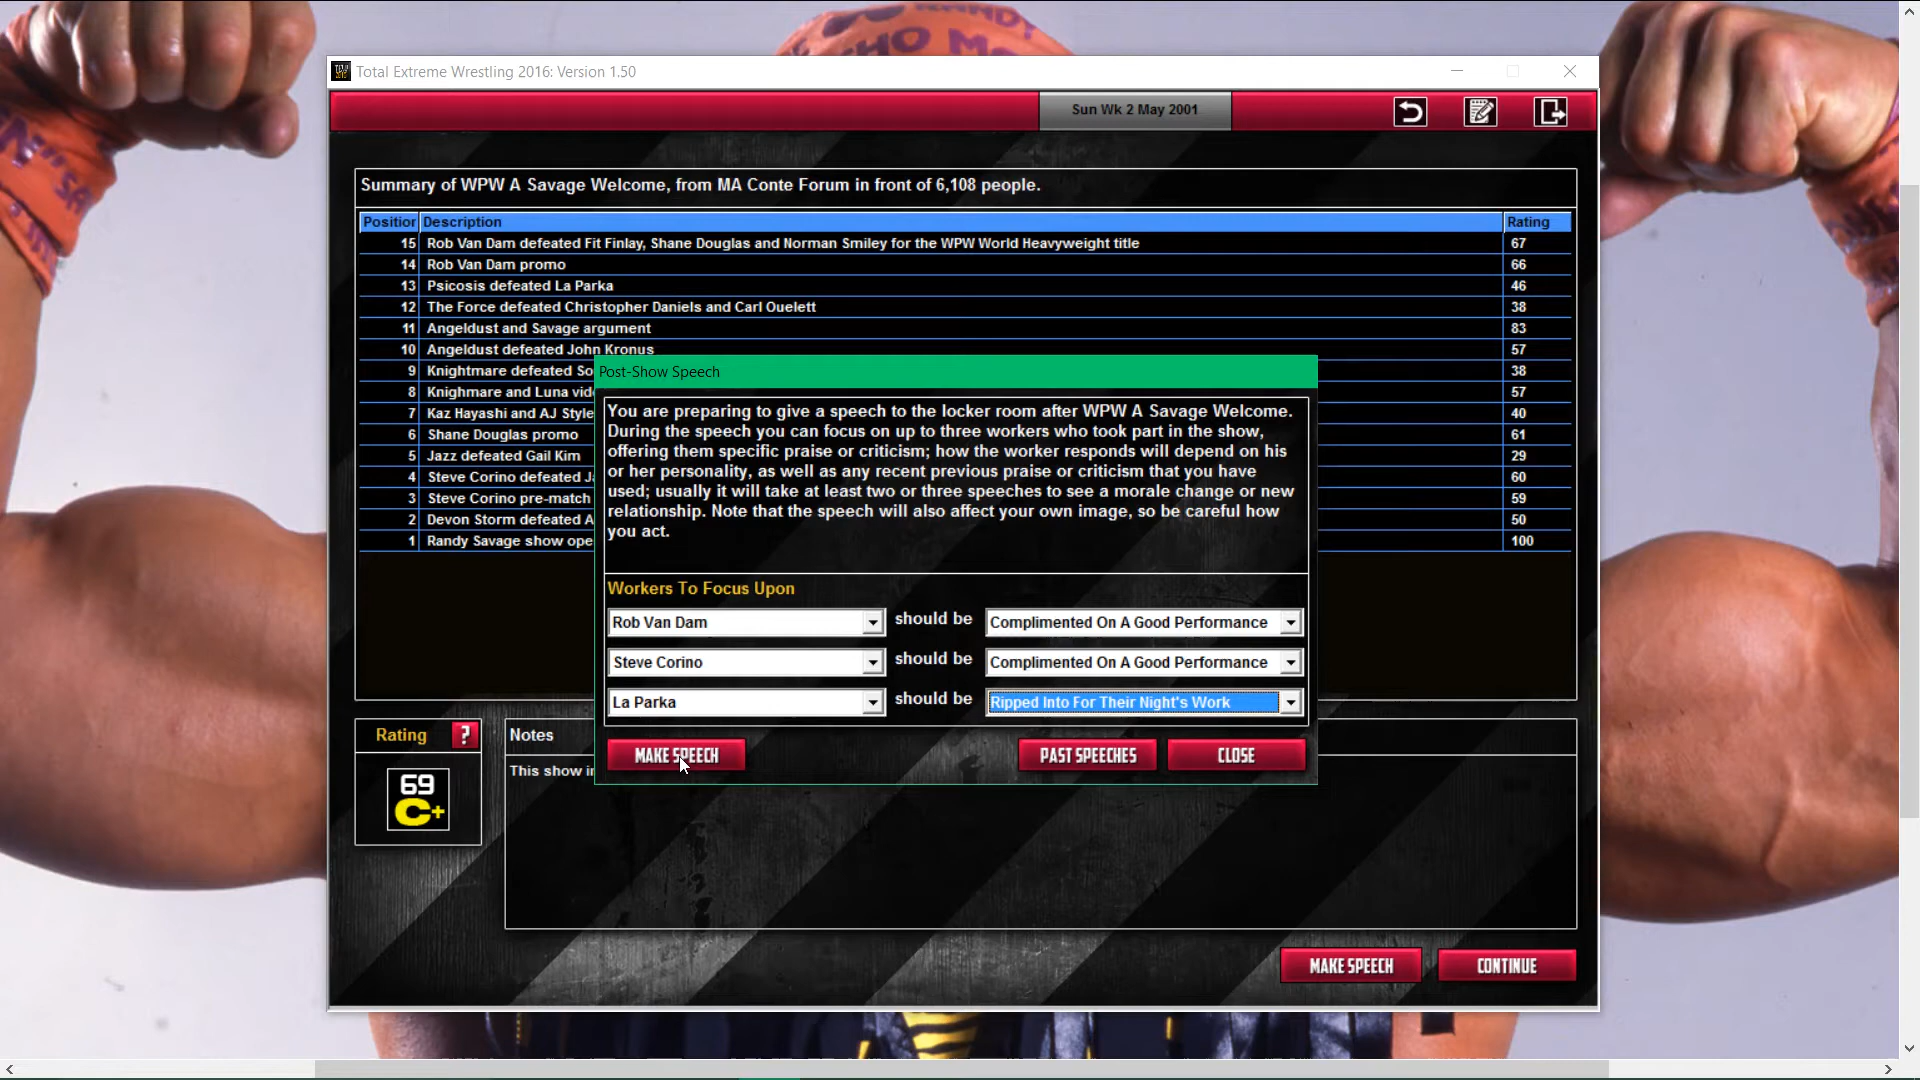 Total Extreme Wrestling 2016: Version 1.50
Sun Wk 2 May 2001
Summary of WPW A Savage Welcome, from MA Conte Forum in front of 6,108 people.
Position Description Rating
15 Rob Van Dam defeated Fit Finlay, Shane Douglas and Norman Smiley for the WPW World Heavyweight title 67
14 Rob Van Dam promo 66
13 Psicosis defeated La Parka 46
12 The Force defeated Christopher Daniels and Carl Ouelett 38
11 Angeldust and Savage argument 83
10 Angeldust defeated John Kronus 57
9 Knightmare defeated So 38
8 Knighmare and Luna vid 57
7 Kaz Hayashi and AJ Style 40
6 Shane Douglas promo 61
5 Jazz defeated Gail Kim 29
4 Steve Corino defeated J 60
3 Steve Corino pre-match 59
2 Devon Storm defeated A 50
1 Randy Savage show ope 100
Post-Show Speech
You are preparing to give a speech to the locker room after WPW A Savage Welcome.
During the speech you can focus on up to three workers who took part in the show,
offering them specific praise or criticism; how the worker responds will depend on his
or her personality, as well as any recent previous praise or criticism that you have
used; usually it will take at least two or three speeches to see a morale change or new
relationship. Note that the speech will also affect your own image, so be careful how
you act.
Workers To Focus Upon
Rob Van Dam should be Complimented On A Good Performance
Steve Corino should be Complimented On A Good Performance
La Parka should be Ripped Into For Their Night's Work
MAKE SPEECH PAST SPEECHES CLOSE
Rating ? Notes
69
C+
This show i
MAKE SPEECH CONTINUE